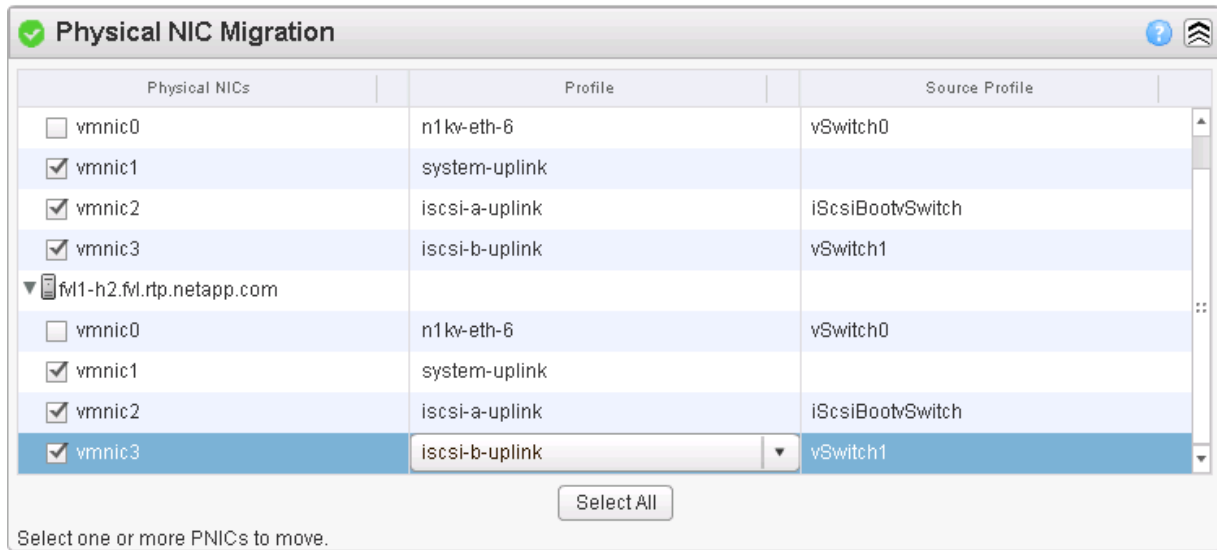 Physical NIC Migration
Physical NICs Profile Source Profile
vmnic0 n1kv-eth-6 vSwitch0
vmnic1 system-uplink
vmnic2 iscsi-a-uplink iScsiBootvSwitch
vmnic3 iscsi-b-uplink vSwitch1
fvl1-h2.fvl.rtp.netapp.com
vmnic0 n1kv-eth-6 vSwitch0
vmnic1 system-uplink
vmnic2 iscsi-a-uplink iScsiBootvSwitch
vmnic3 iscsi-b-uplink vSwitch1
Select All
Select one or more PNICs to move.